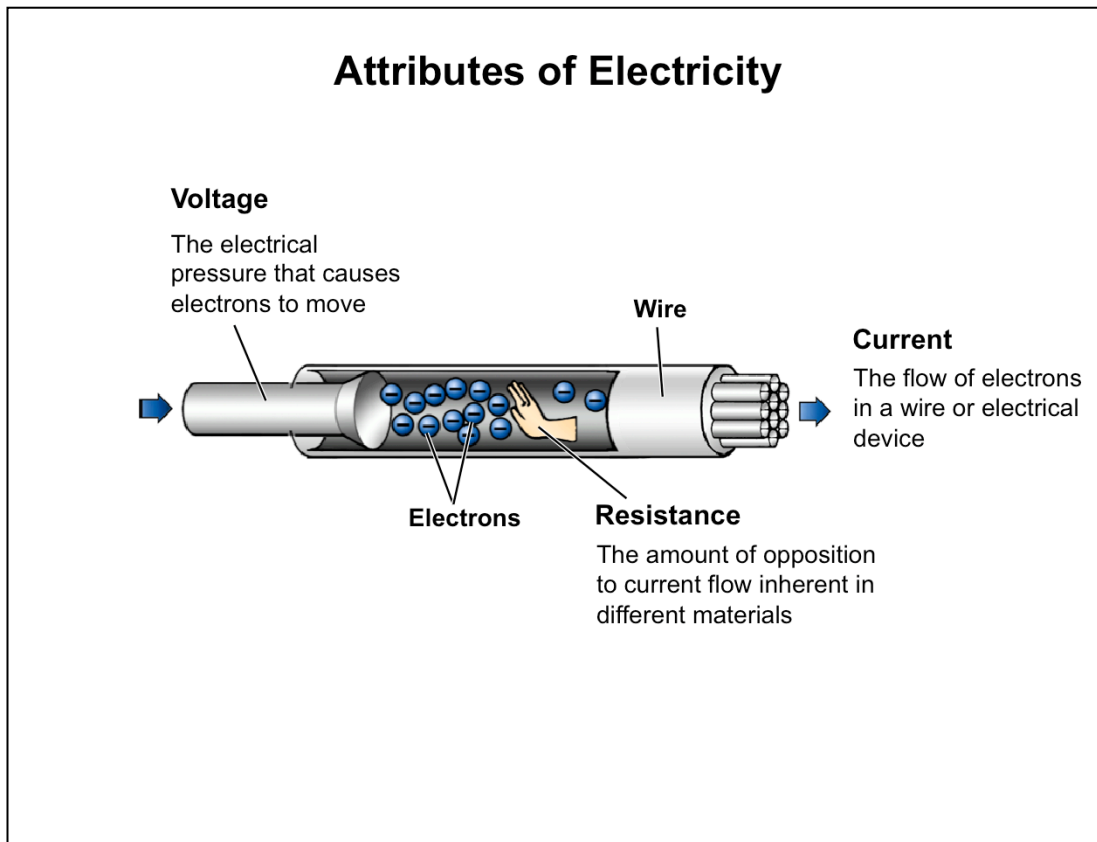 Attributes of Electricity
Voltage
The electrical
pressure that causes
electrons to move
Wire
Current
The flow of electrons
in a wire or electrical
device
Electrons
Resistance
The amount of opposition
to current flow inherent in
different materials